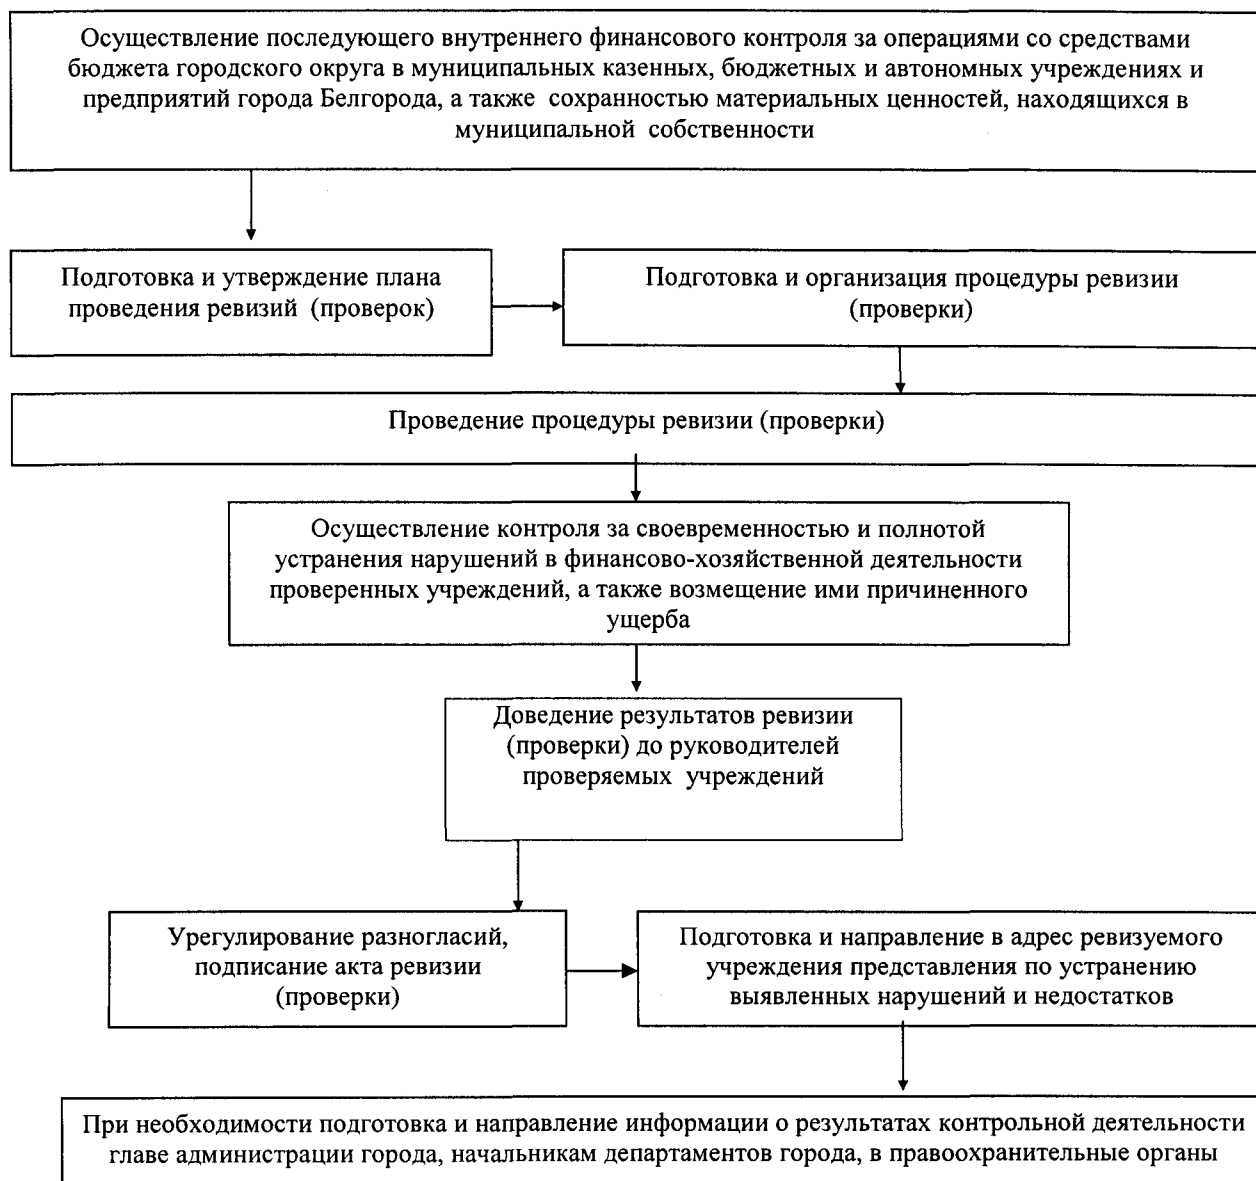 Осуществление последующего внутреннего финансового контроля за операциями со средствами
бюджета городского округа в муниципальных казенных, бюджетных и автономных учреждениях и
предприятий города Белгорода, а также сохранностью материальных ценностей, находящихся в
муниципальной собственности
Подготовка и утверждение плана
проведения ревизий (проверок)
Подготовка и организация процедуры ревизии
(проверки)
Проведение процедуры ревизии (проверки)
Осуществление контроля за своевременностью и полнотой
устранения нарушений в финансово-хозяйственной деятельности
проверенных учреждений, а также возмещение ими причиненного
ущерба
Доведение результатов ревизии
(проверки) до руководителей
проверяемых учреждений
Урегулирование разногласий,
подписание акта ревизии
(проверки)
Подготовка и направление в адрес ревизуемого
учреждения представления по устранению
выявленных нарушений и недостатков
При необходимости подготовка и направление информации о результатах контрольной деятельности
главе администрации города, начальникам департаментов города, в правоохранительные органы